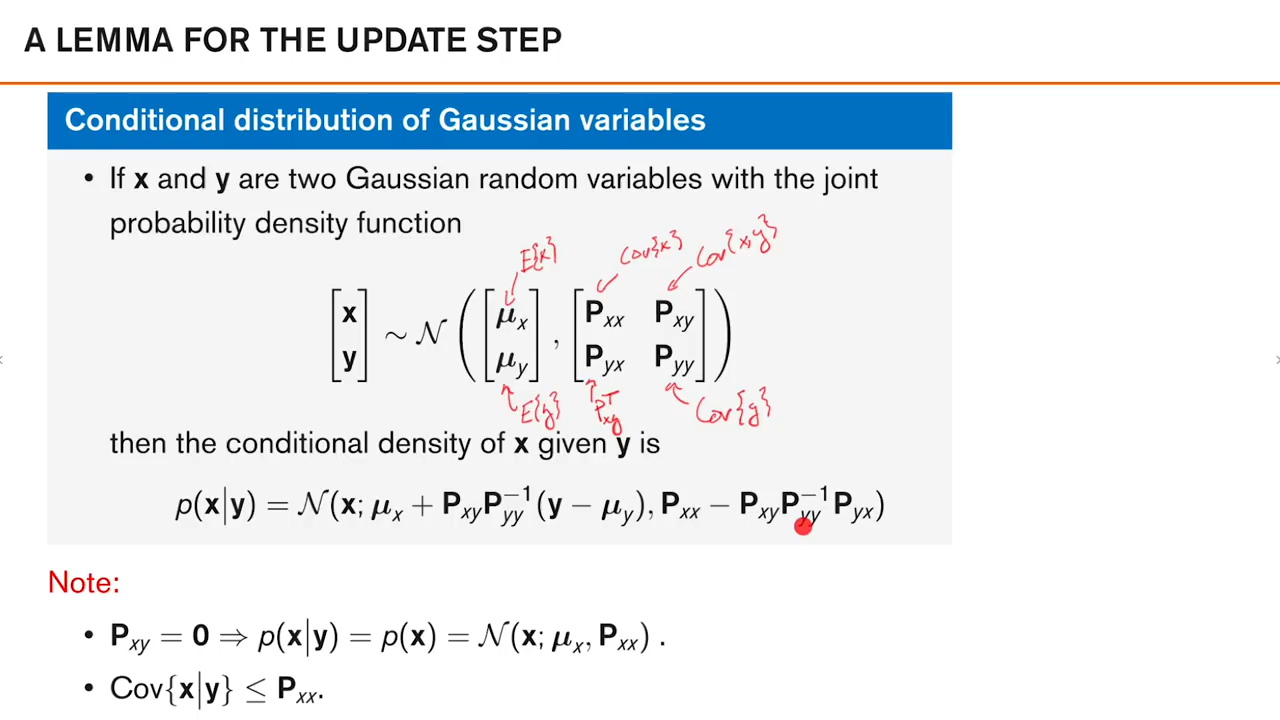 A LEMMA FOR THE UPDATE STEP
Conditional distribution of Gaussian variables
• If x and y are two Gaussian random variables with the joint
probability density function
E{x} Cov{x} Cov{x,y}
[x y] ~ N([μx μy], [Pxx Pxy Pyx Pyy])
E{y} PxyT Cov{y}
then the conditional density of x given y is
p(x|y) = N(x; μx + PxyPyy−1(y − μy), Pxx − PxyPyy−1Pyx)
Note:
• Pxy = 0 ⇒ p(x|y) = p(x) = N(x; μx, Pxx) .
• Cov{x|y} ≤ Pxx.